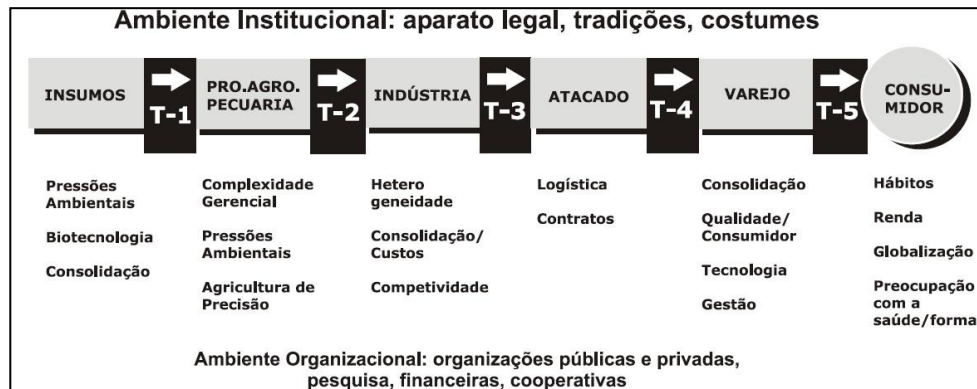 Ambiente Institucional: aparato legal, tradições, costumes
INSUMOS
T-1
PRO.AGRO.
PECUARIA
T-2
INDÚSTRIA
T-3
ATACADO
T-4
VAREJO
T-5
CONSU-
MIDOR
Pressões
Ambientais
Biotecnologia
Consolidação
Complexidade
Gerencial
Pressões
Ambientais
Agricultura de
Precisão
Hetero
geneidade
Consolidação/
Custos
Competividade
Logística
Contratos
Consolidação
Qualidade/
Consumidor
Tecnologia
Gestão
Hábitos
Renda
Globalização
Preocupação
com a
saúde/forma
Ambiente Organizacional: organizações públicas e privadas,
pesquisa, financeiras, cooperativas